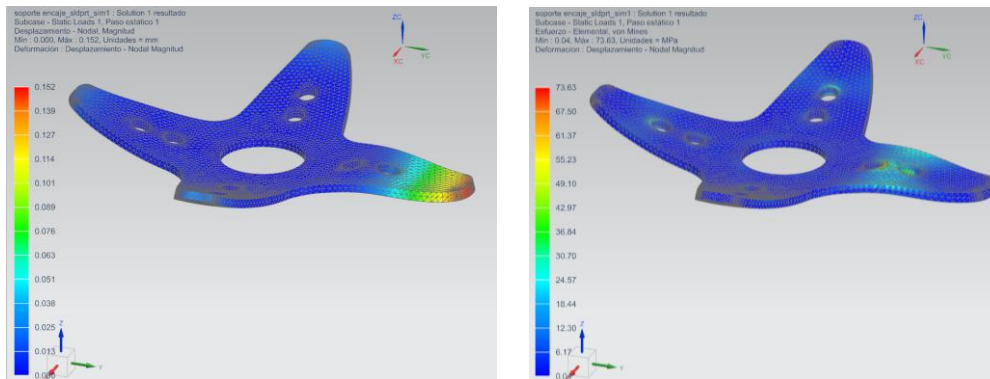 soporte encaje_sldprt_sim1 : Solution 1 resultado
Subcase - Static Loads 1, Paso estático 1
Desplazamiento - Nodal, Magnitud
Min : 0.000, Máx : 0.152, Unidades = mm
Deformacion : Desplazamiento - Nodal Magnitud
ZC
XC
YC
0.152
0.139
0.127
0.114
0.101
0.089
0.076
0.063
0.051
0.038
0.025
0.013
Z
Y
soporte encaje_sldprt_sim1 : Solution 1 resultado
Subcase - Static Loads 1, Paso estático 1
Esfuerzo - Elemental, von Mises
Min : 0.04, Máx : 73.63, Unidades = MPa
Deformacion : Desplazamiento - Nodal Magnitud
ZC
XC
YC
73.63
67.50
61.37
55.23
49.10
42.97
36.84
30.70
24.57
18.44
12.30
6.17
Z
Y